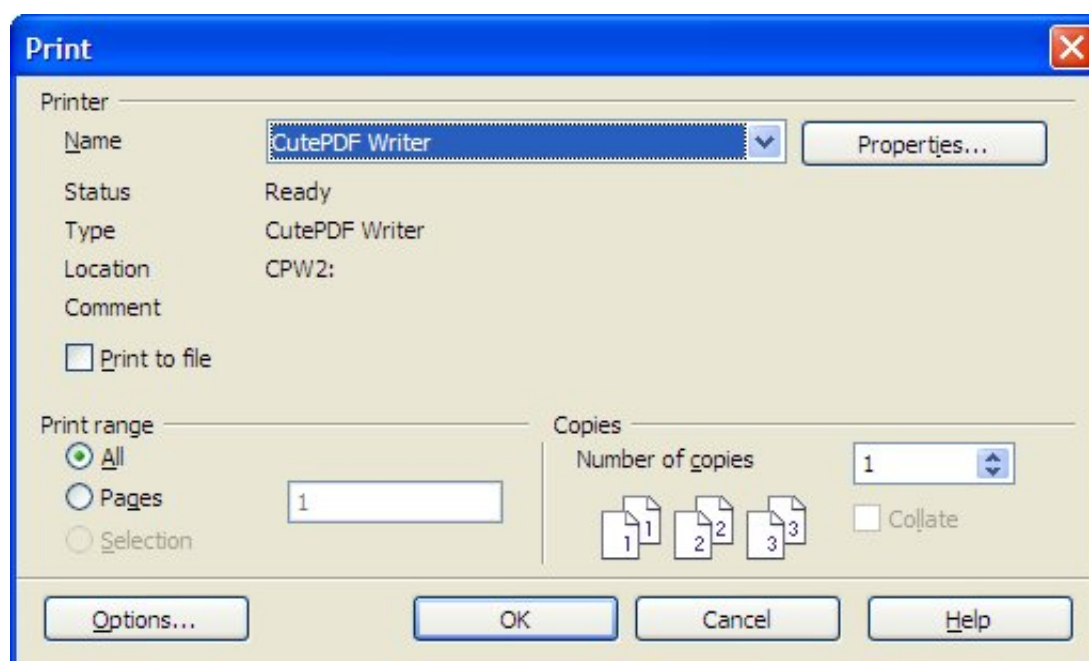 Print
Printer
Name CutePDF Writer Properties...
Status Ready
Type CutePDF Writer
Location CPW2:
Comment
Print to file
Print range Copies
All Number of copies 1
Pages 1
1 1 2 2 3 3 Collate
Selection
Options... OK Cancel Help